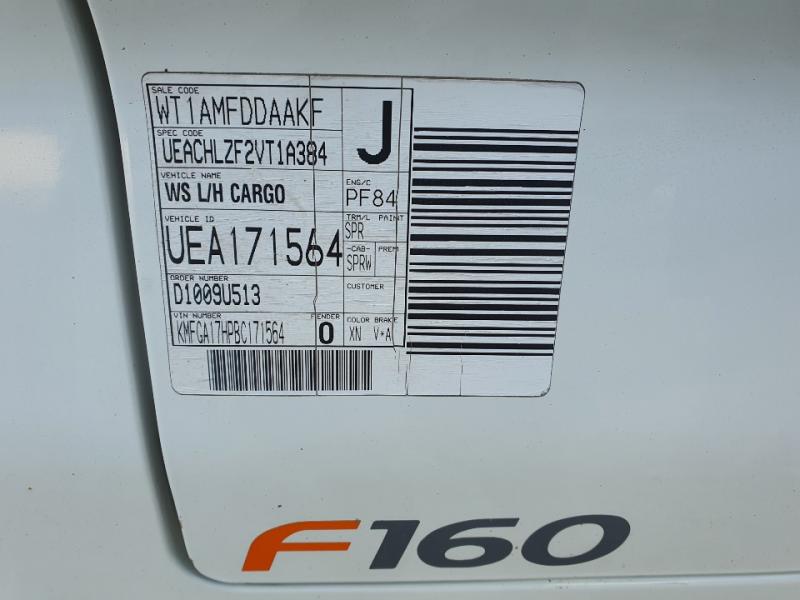 SALE CODE
WT1AMFDDAAKF
J
SPEC CODE
UEACHLZF2VT1A384
VEHICLE NAME
WS L/H CARGO
ENG/C
PF84
VEHICLE ID
UEA171564
TRM/L PAINT
SPR
-CAB- PREM
SPRW
ORDER NUMBER
D1009U513
CUSTOMER
VIN NUMBER
KMFGA17HPBC171564
FENDER
0
COLOR BRAKE
XN V*A
F160